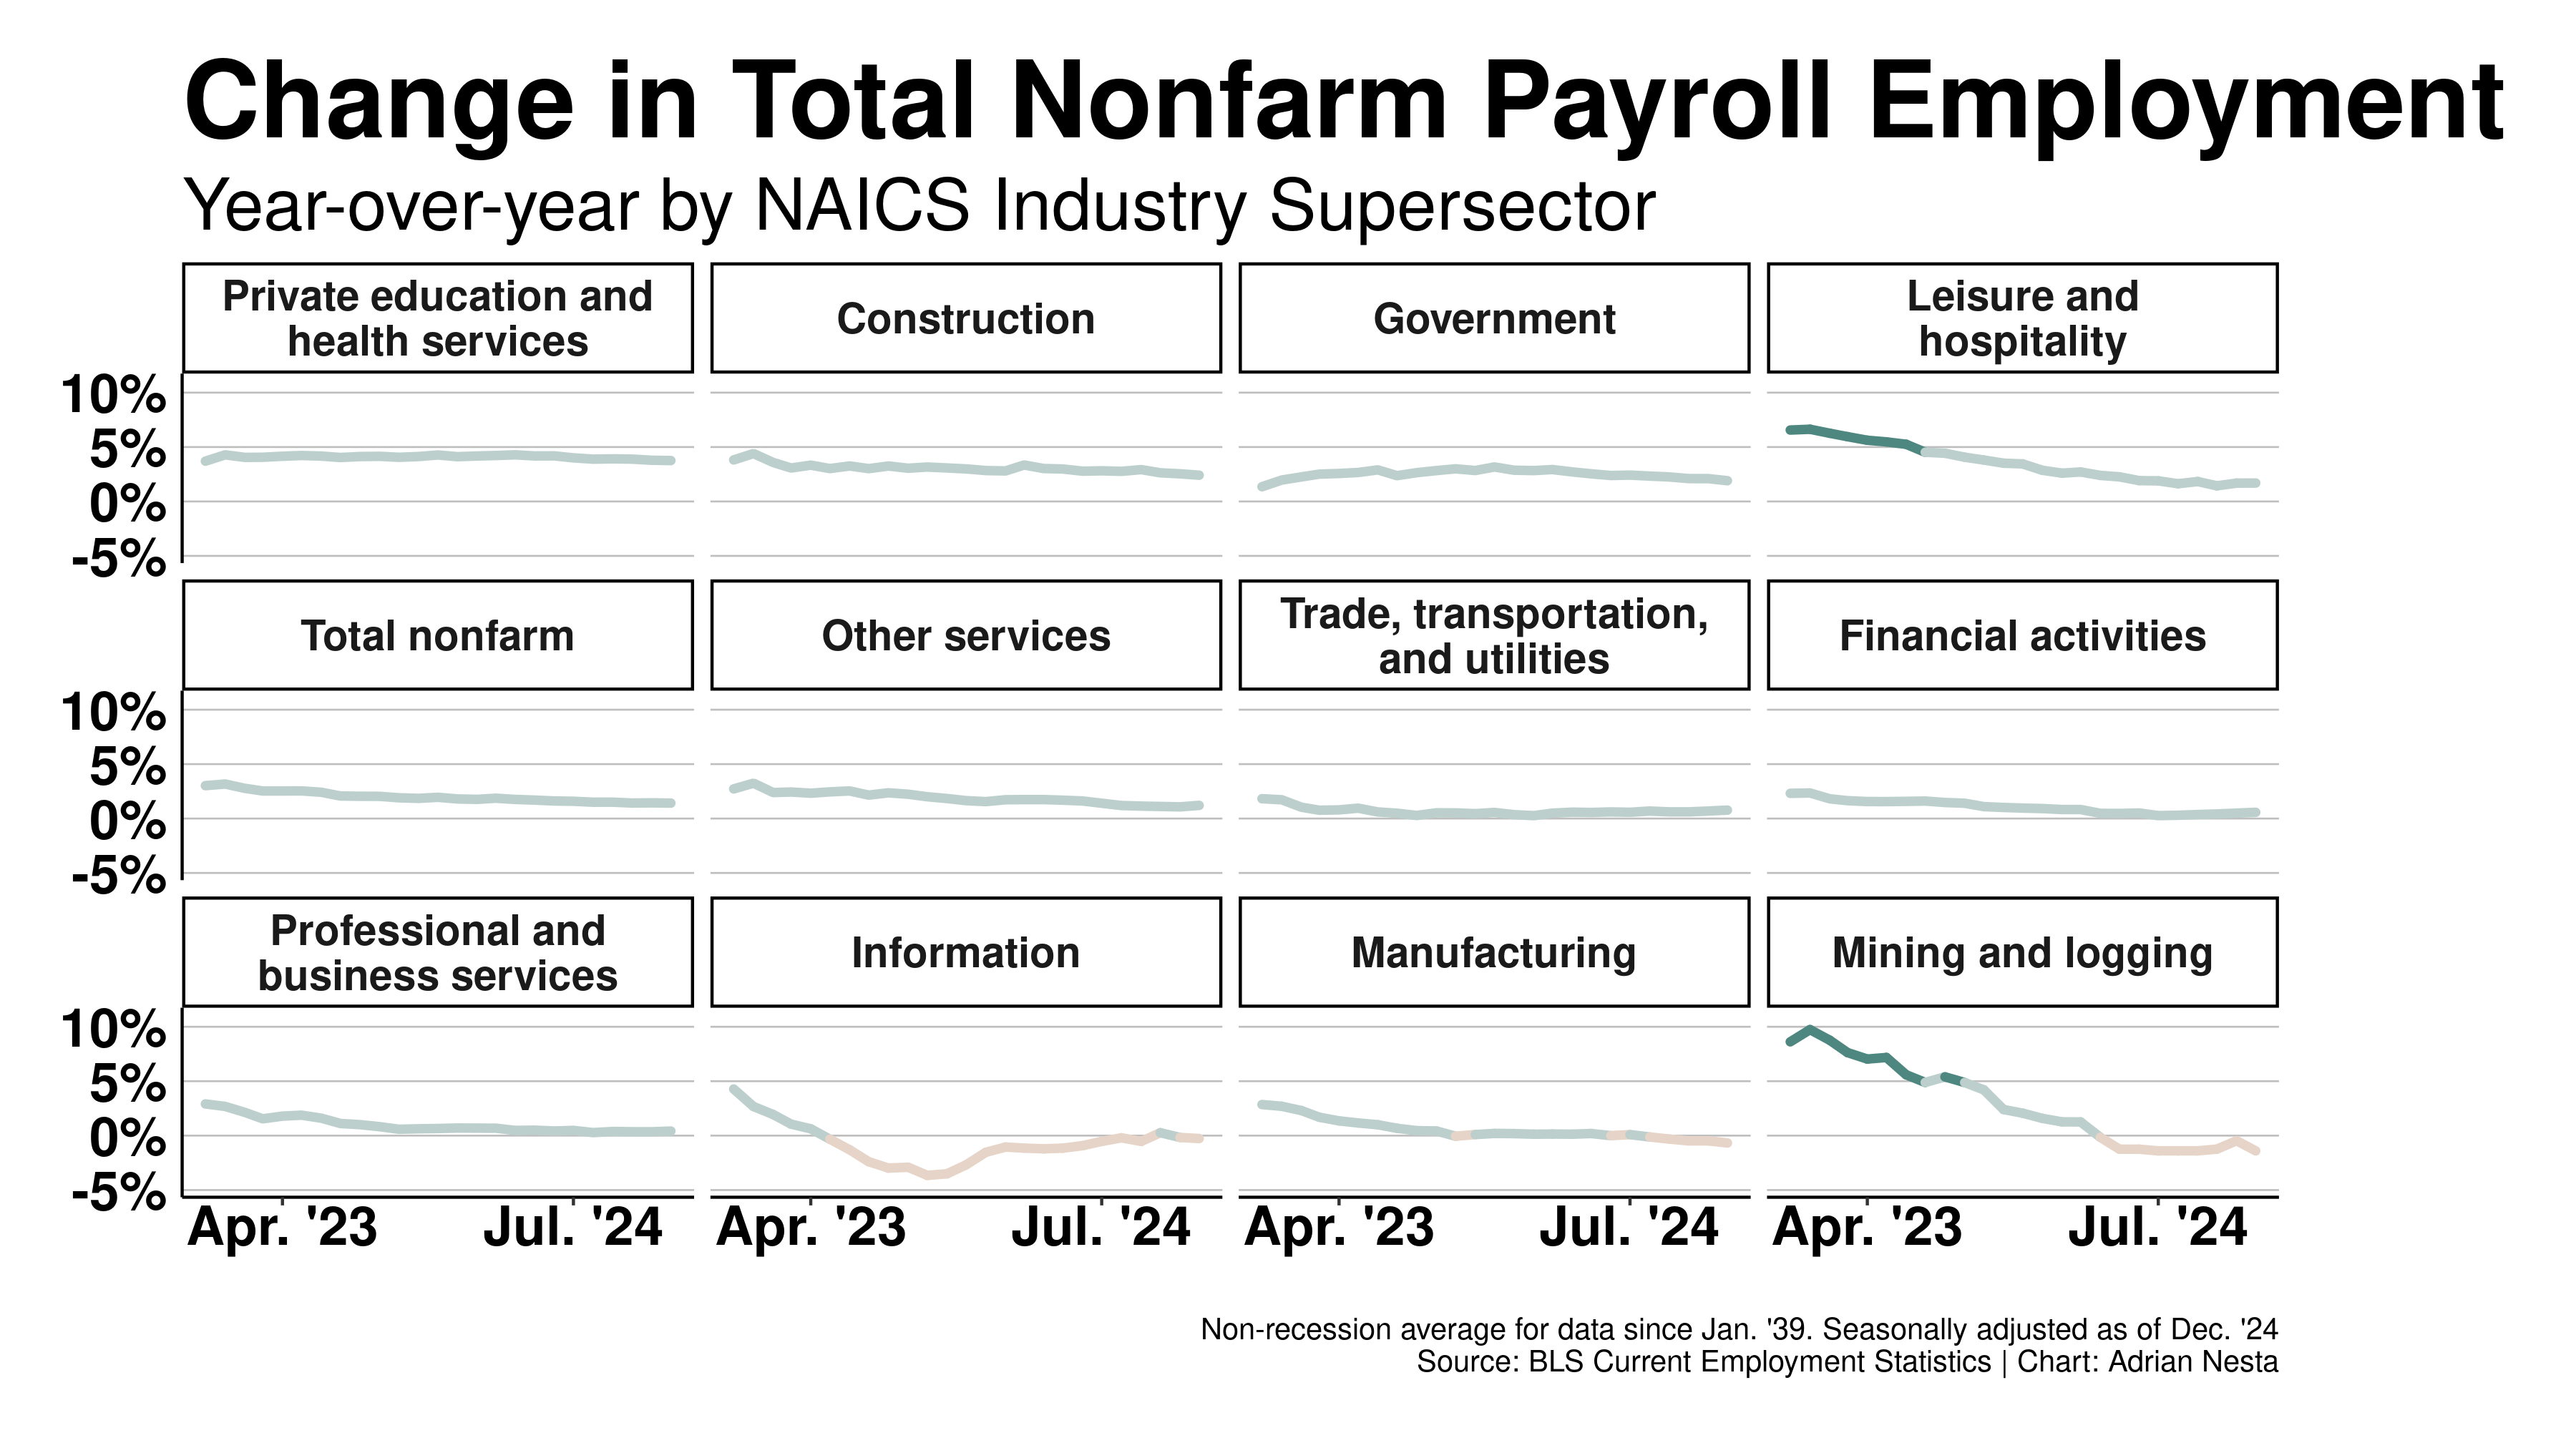 Change in Total Nonfarm Payroll Employment
Year-over-year by NAICS Industry Supersector
Private education and
health services
Construction
Government
Leisure and
hospitality
10%
5%
0%
-5%
Total nonfarm
Other services
Trade, transportation,
and utilities
Financial activities
10%
5%
0%
-5%
Professional and
business services
Information
Manufacturing
Mining and logging
10%
5%
0%
-5%
Apr. '23 Jul. '24 Apr. '23 Jul. '24 Apr. '23 Jul. '24 Apr. '23 Jul. '24
Non-recession average for data since Jan. '39. Seasonally adjusted as of Dec. '24
Source: BLS Current Employment Statistics | Chart: Adrian Nesta